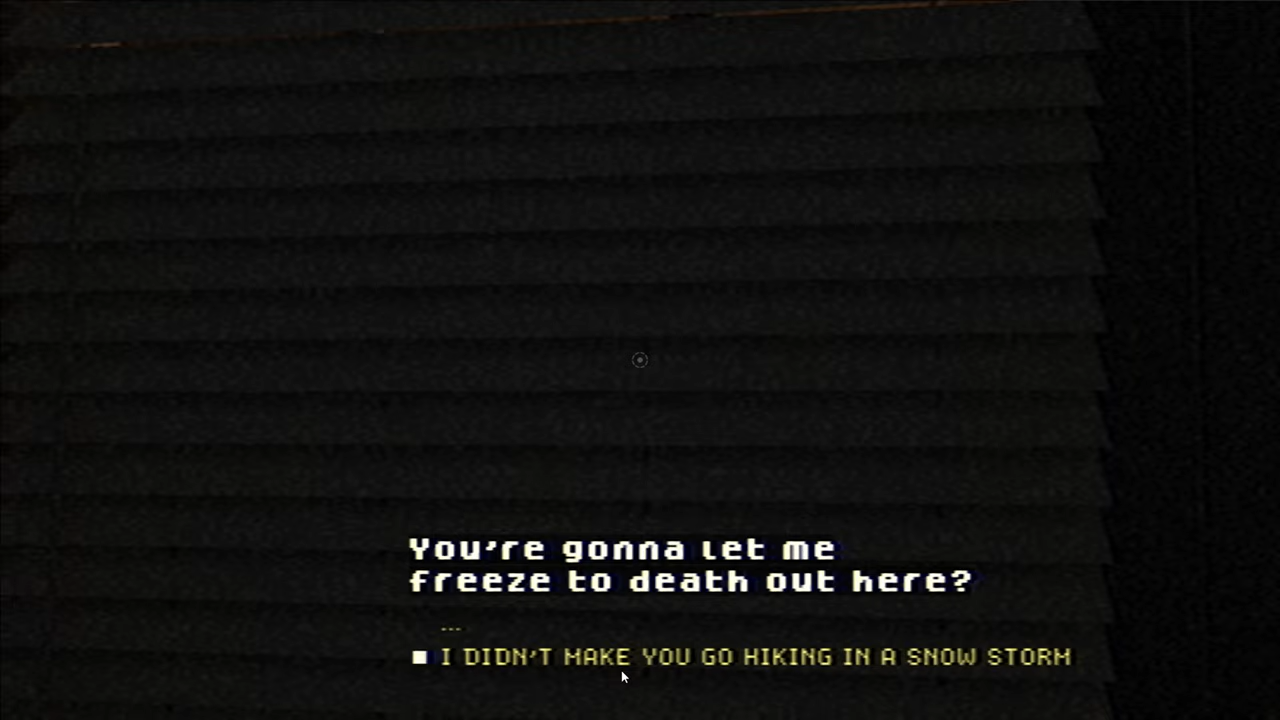 You're gonna let me
freeze to death out here?
...
I DIDN'T MAKE YOU GO HIKING IN A SNOW STORM